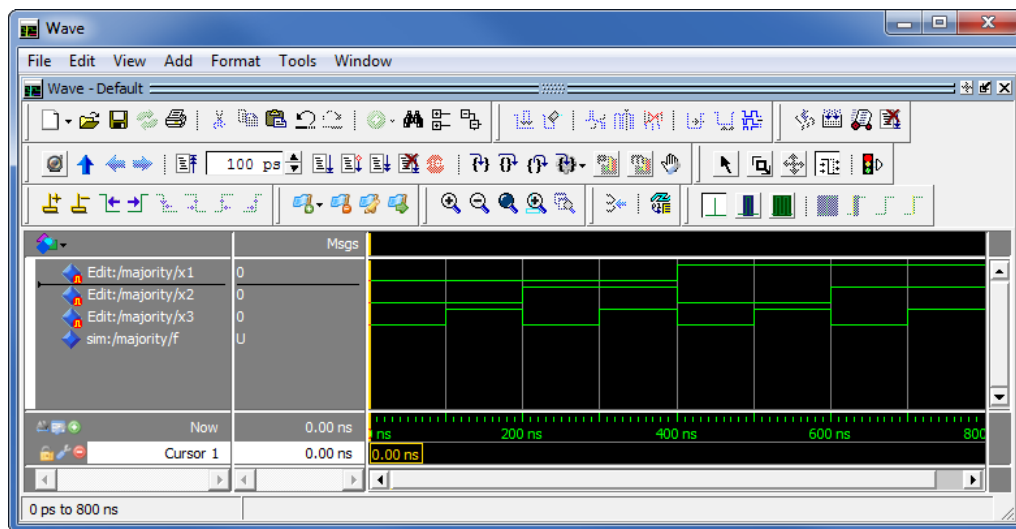 Wave
File Edit View Add Format Tools Window
Wave - Default
100 ps
Msgs
Edit:/majority/x1 0
Edit:/majority/x2 0
Edit:/majority/x3 0
sim:/majority/f U
Now 0.00 ns ns 200 ns 400 ns 600 ns 800
Cursor 1 0.00 ns 0.00 ns
0 ps to 800 ns